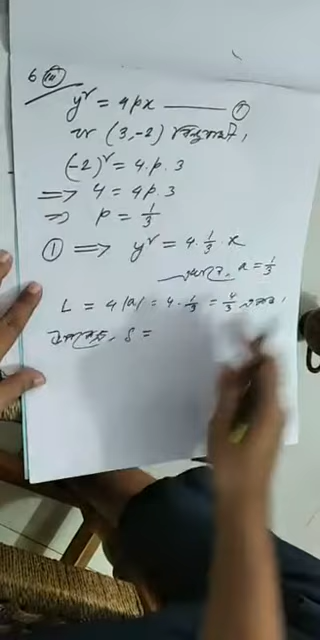 6 (iii)
y² = 4px ——— ①
যা (3,-2) বিন্দুগামী,
(-2)² = 4.p.3
⇒ 4 = 4p.3
⇒ p = 1/3
① ⇒ y² = 4. 1/3 . x
a = 1/3
L = 4|a| = 4. 1/3 = 4/3 একক,
S =